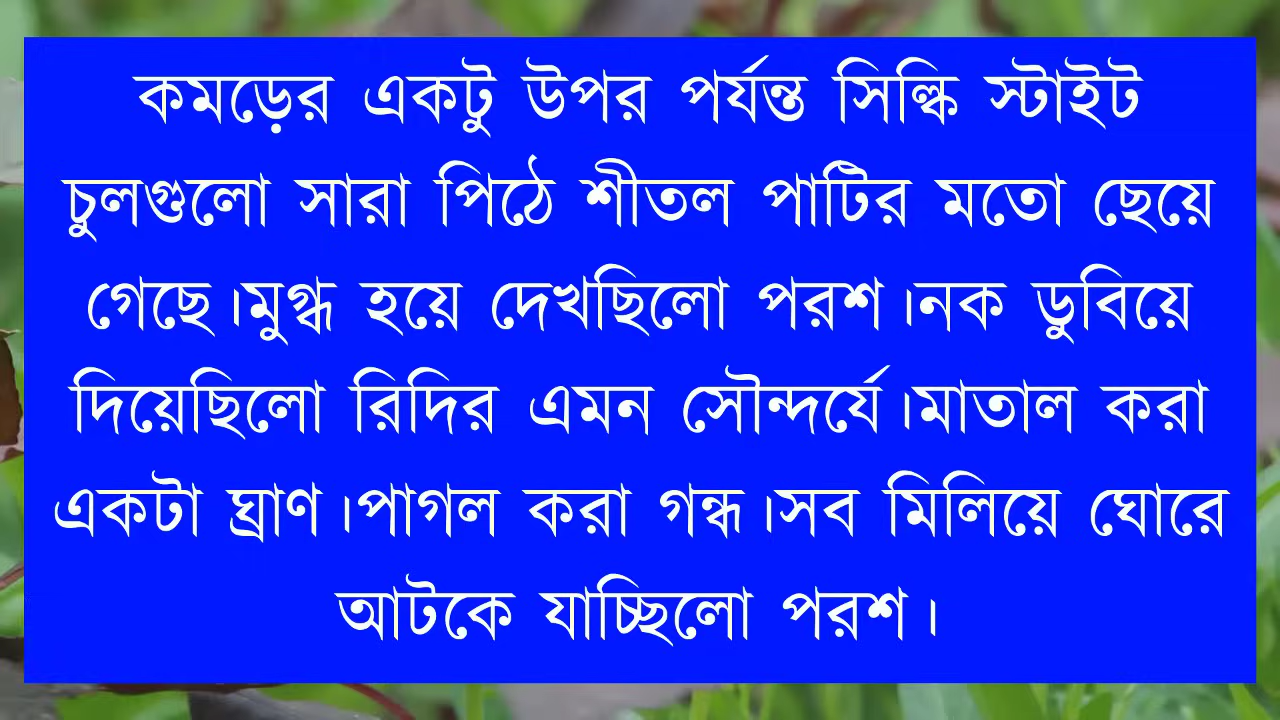 কমড়ের একটু উপর পর্যন্ত সিল্কি স্টাইট
চুলগুলো সারা পিঠে শীতল পাটির মতো ছেয়ে
গেছে।মুগ্ধ হয়ে দেখছিলো পরশ।নক ডুবিয়ে
দিয়েছিলো রিদির এমন সৌন্দর্যে।মাতাল করা
একটা ঘ্রাণ।পাগল করা গন্ধ।সব মিলিয়ে ঘোরে
আটকে যাচ্ছিলো পরশ।